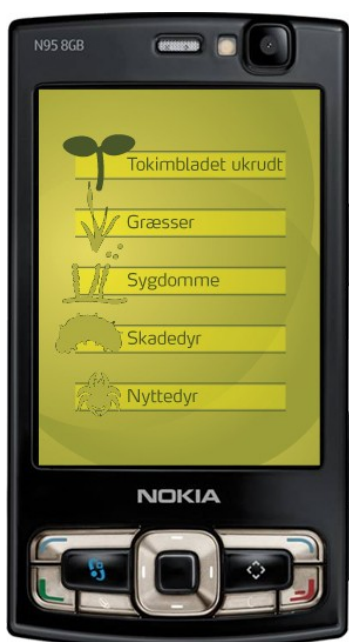 N95 8GB
Tokimbladet ukrudt
Græsser
Sygdomme
Skadedyr
Nyttedyr
NOKIA